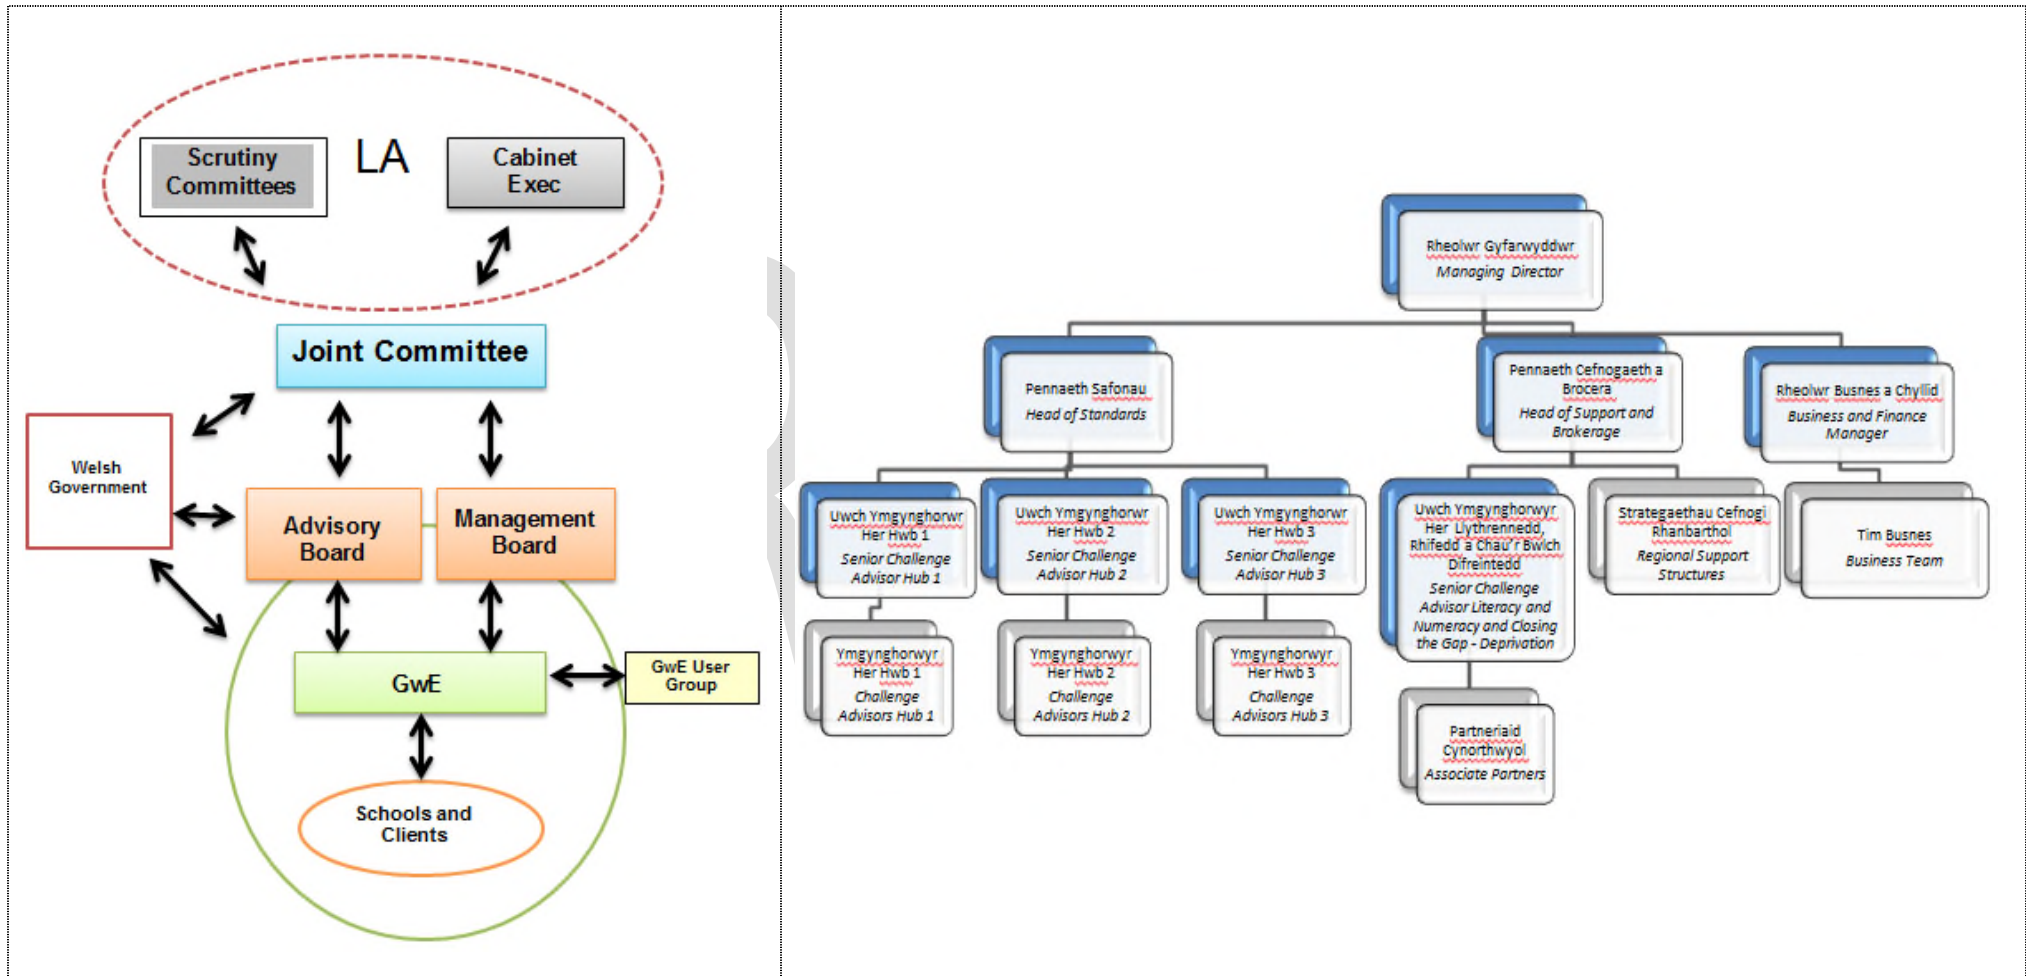 Scrutiny
Committees
LA
Cabinet
Exec
Joint Committee
Welsh
Government
Advisory
Board
Management
Board
GwE
GwE User
Group
Schools and
Clients
Rheolwr Gyfarwyddwr
Managing Director
Pennaeth Safonau
Head of Standards
Pennaeth Cefnogaeth a
Brocera
Head of Support and
Brokerage
Rheolwr Busnes a Chyllid
Business and Finance
Manager
Uwch Ymgynghorwr
Her Hwb 1
Senior Challenge
Advisor Hub 1
Uwch Ymgynghorwr
Her Hwb 2
Senior Challenge
Advisor Hub 2
Uwch Ymgynghorwr
Her Hwb 3
Senior Challenge
Advisor Hub 3
Uwch Ymgynghorwyr
Her Llythrennedd,
Rhifedd a Chau'r Bwlch
Difreintedd
Senior Challenge
Advisor Literacy and
Numeracy and Closing
the Gap - Deprivation
Strategaethau Cefnogi
Rhanbarthol
Regional Support
Structures
Tim Busnes
Business Team
Ymgynghorwyr
Her Hwb 1
Challenge
Advisors Hub 1
Ymgynghorwyr
Her Hwb 2
Challenge
Advisors Hub 2
Ymgynghorwyr
Her Hwb 3
Challenge
Advisors Hub 3
Partneriaid
Cynorthwyol
Associate Partners